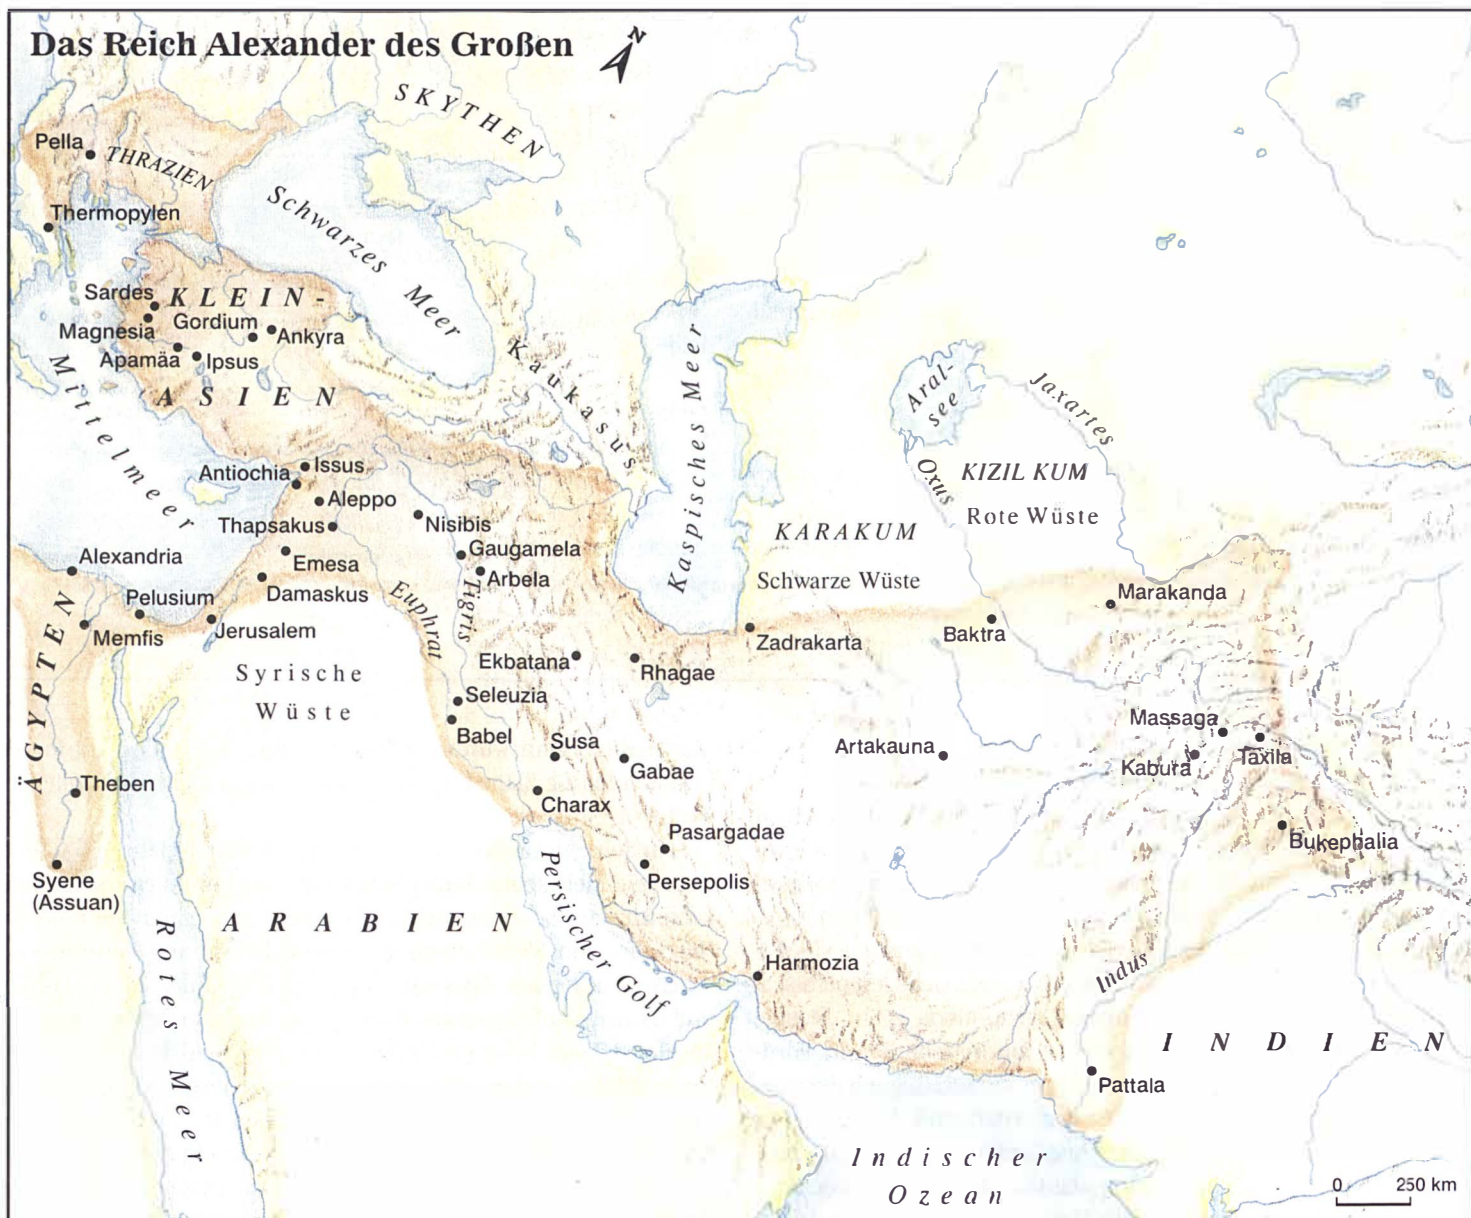 Das Reich Alexander des Großen
N
SKYTHEN
Pella
THRAZIEN
Thermopylen
Schwarzes Meer
Sardes
KLEIN-
Magnesia
Gordium
Ankyra
Apamäa
Ipsus
ASIEN
Kaukasus
Kaspisches Meer
Aral-
see
Jaxartes
Mittelmeer
Issus
Antiochia
Aleppo
Thapsakus
Nisibis
Oxus
KIZIL KUM
Rote Wüste
KARAKUM
Schwarze Wüste
Gaugamela
Arbela
Alexandria
Emesa
Damaskus
Pelusium
Memfis
Jerusalem
Euphrat
Tigris
Marakanda
Baktra
Zadrakarta
Ekbatana
Rhagae
Syrische
Wüste
ÄGYPTEN
Seleuzia
Babel
Susa
Gabae
Artakauna
Massaga
Kabura
Taxila
Theben
Charax
Pasargadae
Persepolis
Bukephalia
Syene
(Assuan)
ARABIEN
Rotes Meer
Persischer Golf
Harmozia
Indus
INDIEN
Pattala
Indischer
Ozean
0 250 km